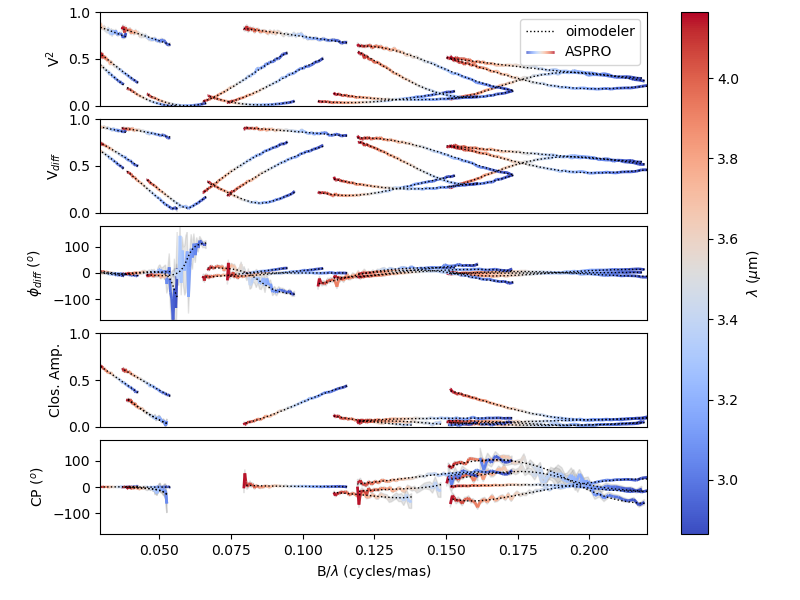 1.0
0.5
0.0
V²
oimodeler
ASPRO
1.0
0.5
0.0
V_diff
100
0
−100
ϕ_diff (°)
1.0
0.5
0.0
Clos. Amp.
100
0
−100
CP (°)
0.050 0.075 0.100 0.125 0.150 0.175 0.200
B/λ (cycles/mas)
4.0
3.8
3.6
3.4
3.2
3.0
λ (μm)